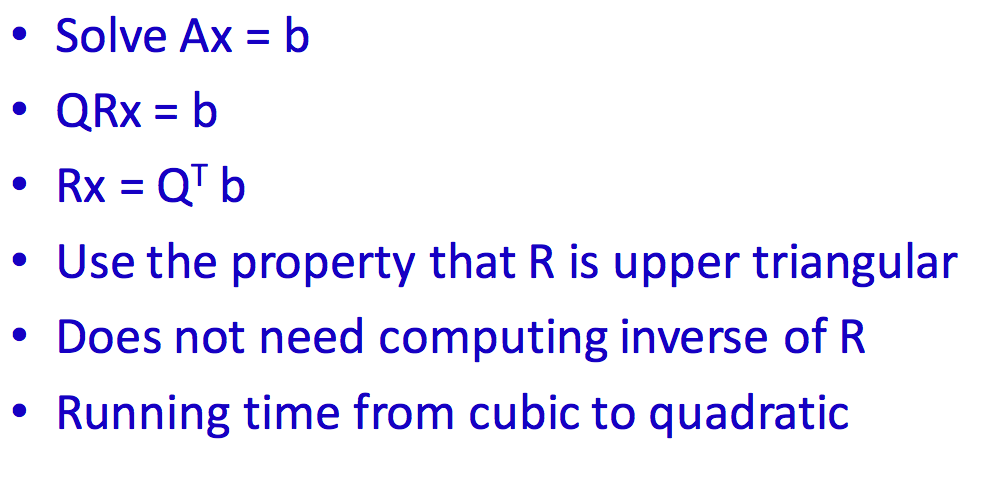 • Solve Ax = b
• QRx = b
• Rx = Qᵀ b
• Use the property that R is upper triangular
• Does not need computing inverse of R
• Running time from cubic to quadratic